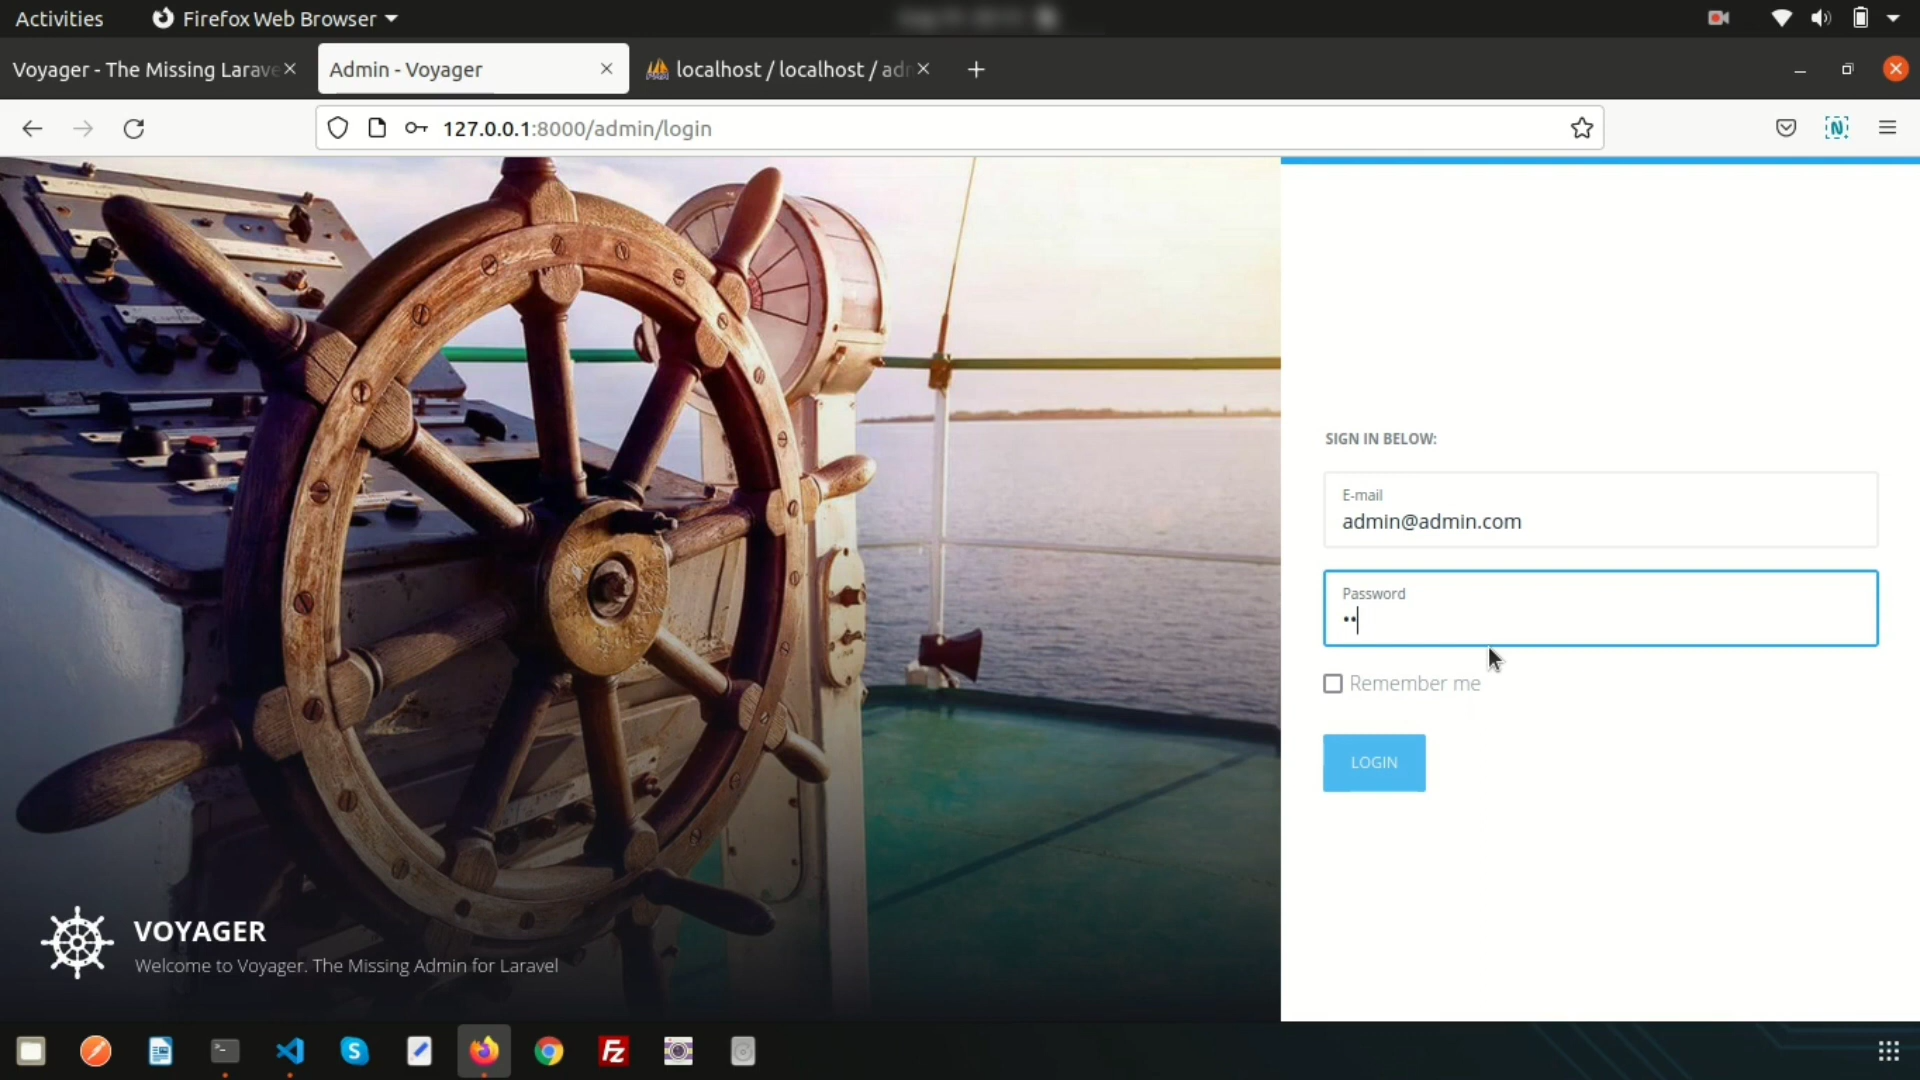 Activities
Firefox Web Browser
Voyager - The Missing Larave
Admin - Voyager
localhost / localhost / adr
127.0.0.1:8000/admin/login
SIGN IN BELOW:
E-mail
admin@admin.com
Password
Remember me
LOGIN
VOYAGER
Welcome to Voyager. The Missing Admin for Laravel